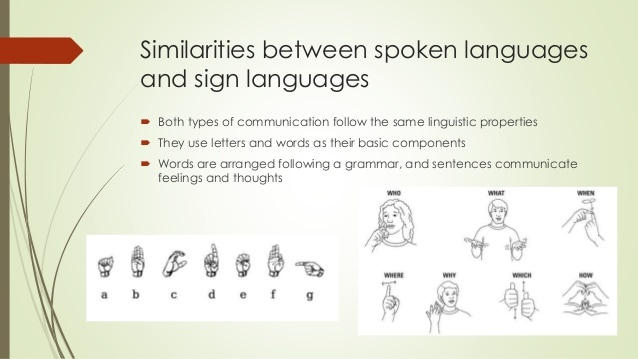 Similarities between spoken languages
and sign languages
Both types of communication follow the same linguistic properties
They use letters and words as their basic components
Words are arranged following a grammar, and sentences communicate
feelings and thoughts
a b c d e f g
WHO WHAT WHEN
WHERE WHY WHICH HOW